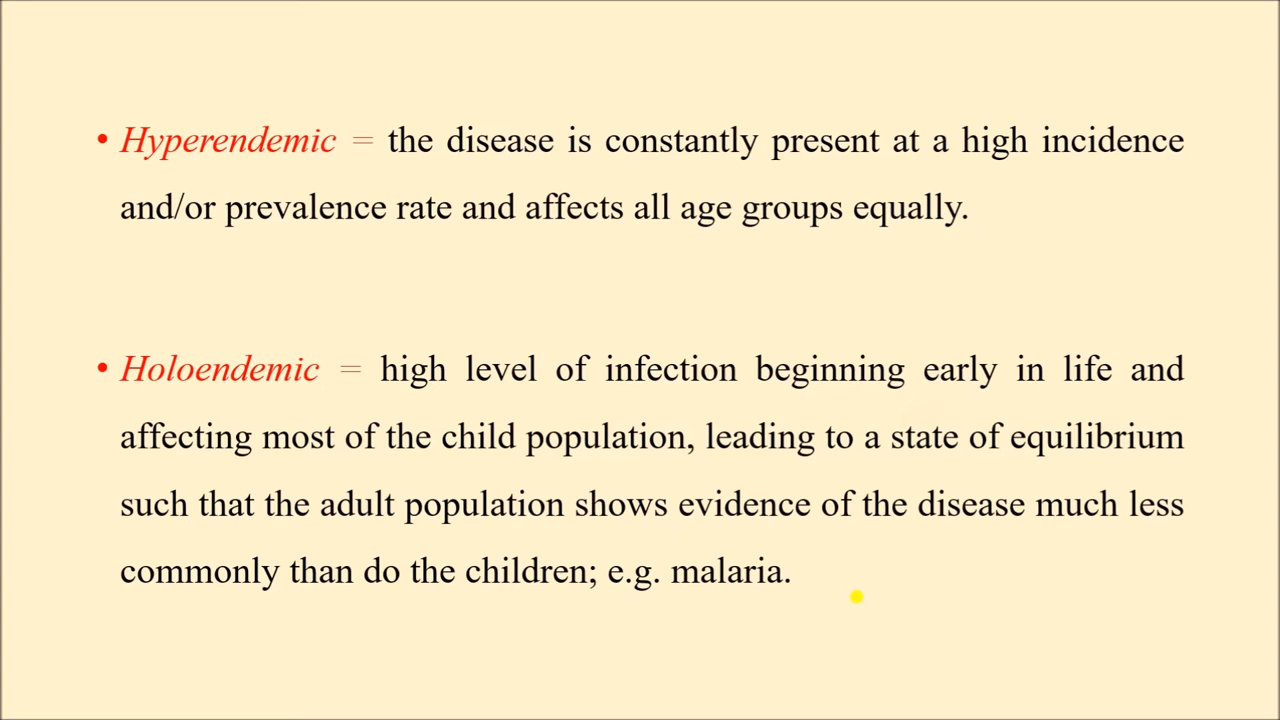 • Hyperendemic = the disease is constantly present at a high incidence
and/or prevalence rate and affects all age groups equally.
• Holoendemic = high level of infection beginning early in life and
affecting most of the child population, leading to a state of equilibrium
such that the adult population shows evidence of the disease much less
commonly than do the children; e.g. malaria.